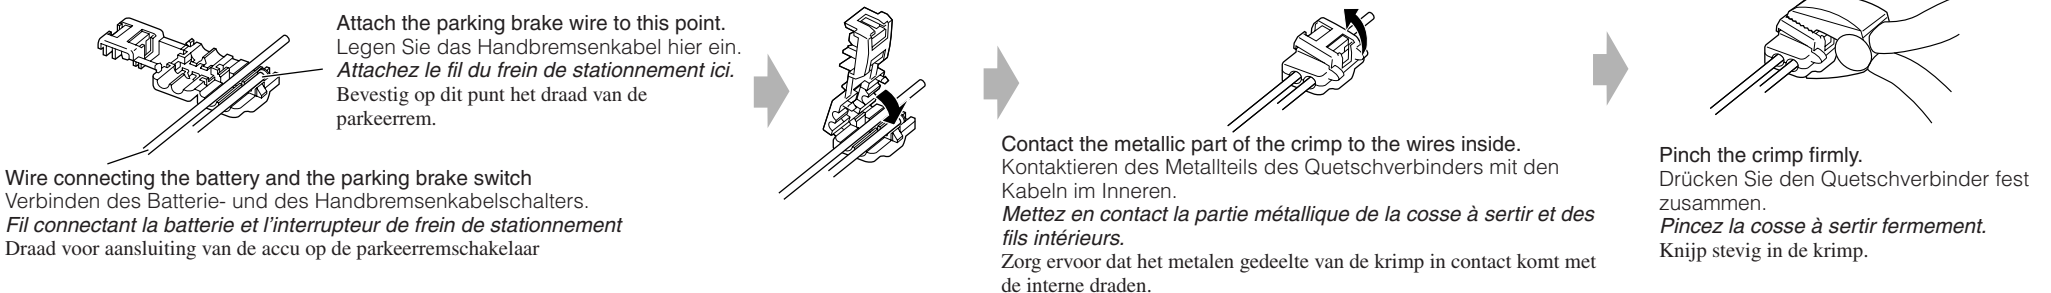 Attach the parking brake wire to this point.
Legen Sie das Handbremsenkabel hier ein.
Attachez le fil du frein de stationnement ici.
Bevestig op dit punt het draad van de
parkeerrem.
Wire connecting the battery and the parking brake switch
Verbinden des Batterie- und des Handbremsenkabelschalters.
Fil connectant la batterie et l’interrupteur de frein de stationnement
Draad voor aansluiting van de accu op de parkeerremschakelaar
Contact the metallic part of the crimp to the wires inside.
Kontaktieren des Metallteils des Quetschverbinders mit den
Kabeln im Inneren.
Mettez en contact la partie métallique de la cosse à sertir et des
fils intérieurs.
Zorg ervoor dat het metalen gedeelte van de krimp in contact komt met
de interne draden.
Pinch the crimp firmly.
Drücken Sie den Quetschverbinder fest
zusammen.
Pincez la cosse à sertir fermement.
Knijp stevig in de krimp.